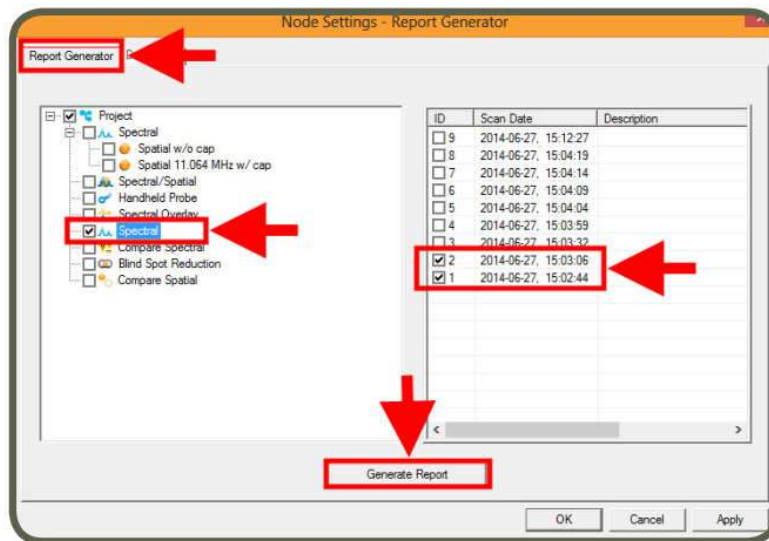 Node Settings - Report Generator
Report Generator
ID Scan Date Description
Project
Spectral
Spatial w/o cap
Spatial 11.064 MHz w/ cap
Spectral/Spatial
Handheld Probe
Spectral Overlay
Spectral
Compare Spectral
Blind Spot Reduction
Compare Spatial
9 2014-06-27, 15:12:27
8 2014-06-27, 15:04:19
7 2014-06-27, 15:04:14
6 2014-06-27, 15:04:09
5 2014-06-27, 15:04:04
4 2014-06-27, 15:03:59
3 2014-06-27, 15:03:32
2 2014-06-27, 15:03:06
1 2014-06-27, 15:02:44
Generate Report
OK Cancel Apply